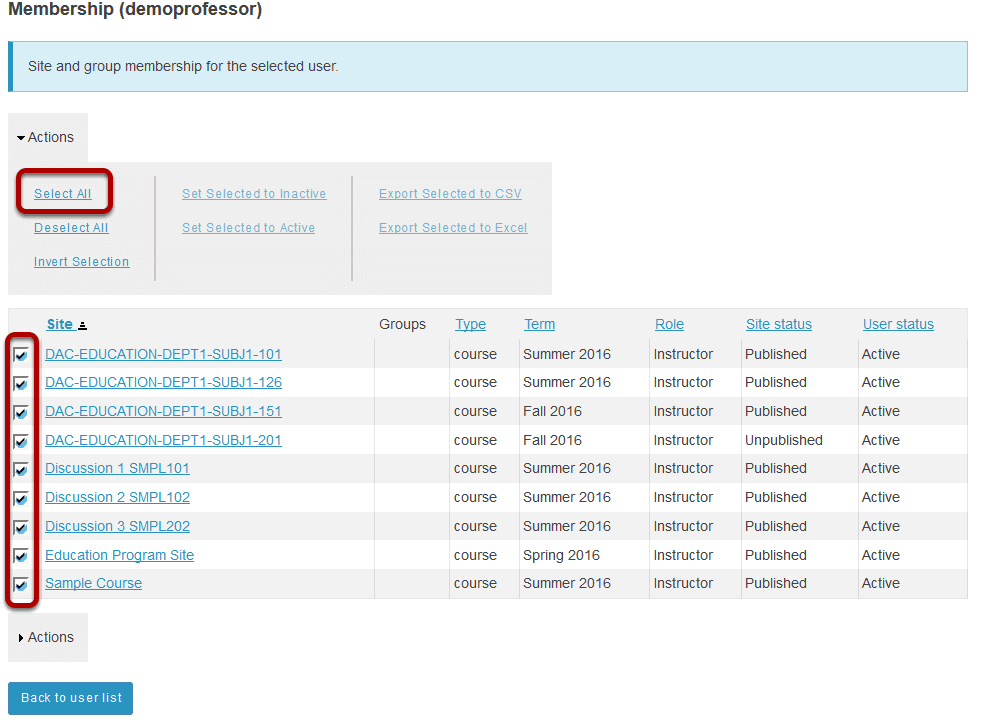 Membership (demoprofessor)
Site and group membership for the selected user.
Actions
Select All Set Selected to Inactive Export Selected to CSV
Deselect All Set Selected to Active Export Selected to Excel
Invert Selection
Site Groups Type Term Role Site status User status
DAC-EDUCATION-DEPT1-SUBJ1-101 course Summer 2016 Instructor Published Active
DAC-EDUCATION-DEPT1-SUBJ1-126 course Summer 2016 Instructor Published Active
DAC-EDUCATION-DEPT1-SUBJ1-151 course Fall 2016 Instructor Published Active
DAC-EDUCATION-DEPT1-SUBJ1-201 course Fall 2016 Instructor Unpublished Active
Discussion 1 SMPL101 course Summer 2016 Instructor Published Active
Discussion 2 SMPL102 course Summer 2016 Instructor Published Active
Discussion 3 SMPL202 course Summer 2016 Instructor Published Active
Education Program Site course Spring 2016 Instructor Published Active
Sample Course course Summer 2016 Instructor Published Active
Actions
Back to user list